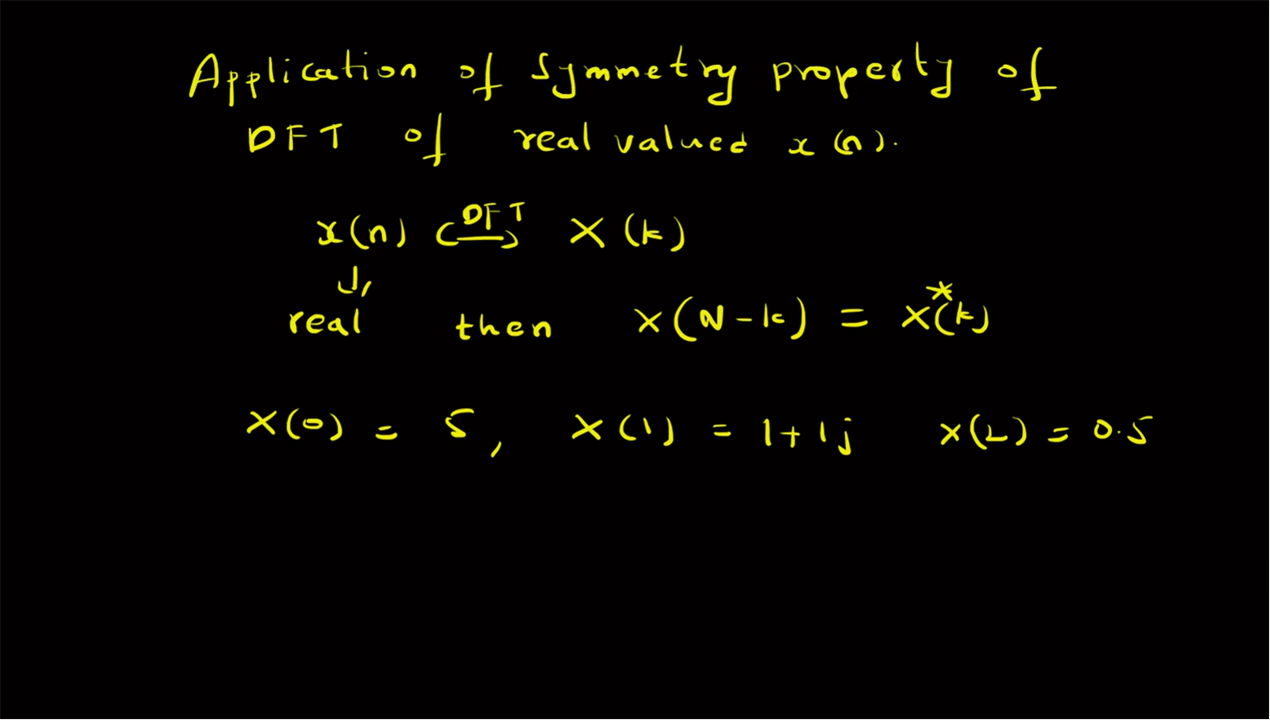 Application of symmetry property of
DFT of real valued x(n).
x(n) DFT X(k)
real then X(N-k) = X*(k)
X(0) = 5, X(1) = 1+1j X(2) = 0.5